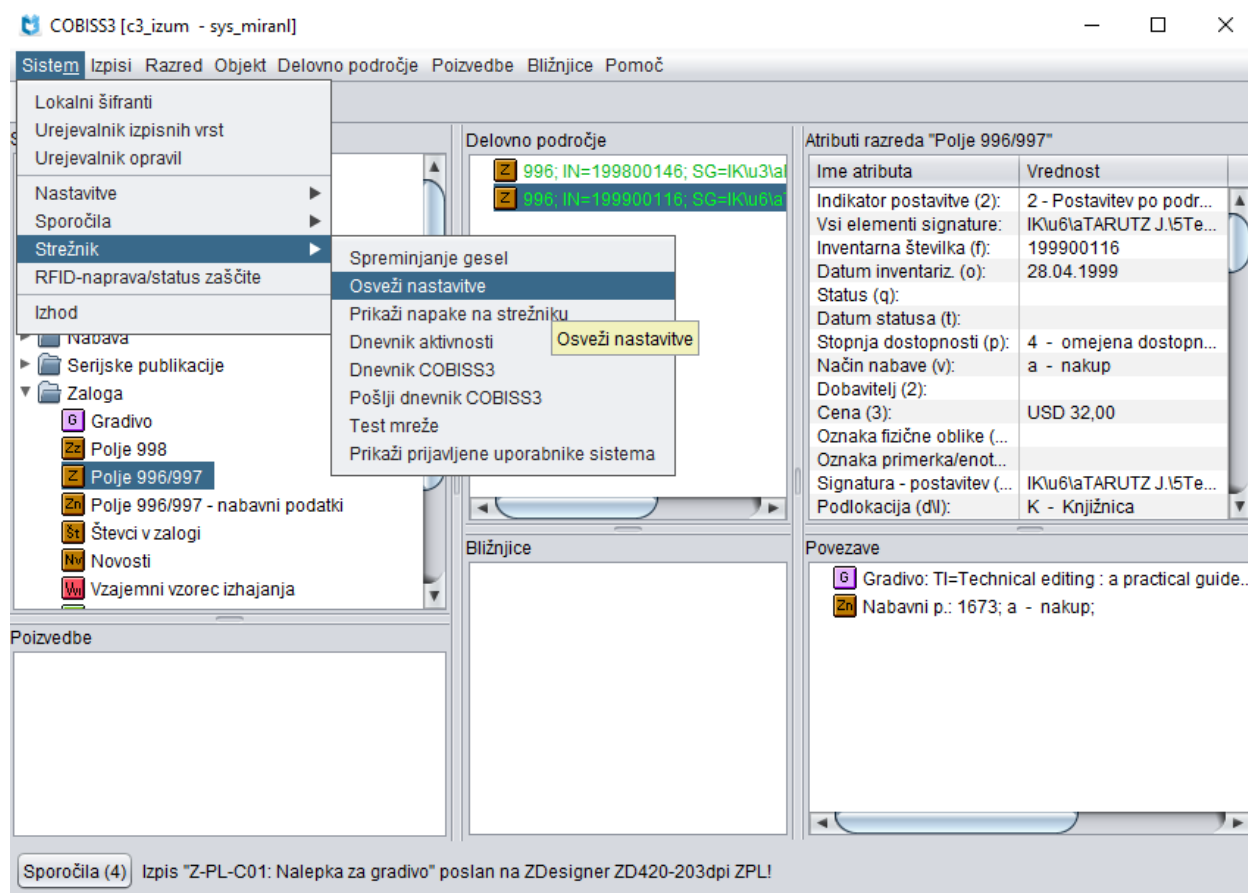 COBISS3 [c3_izum - sys_miranl]
Sistem Izpisi Razred Objekt Delovno področje Poizvedbe Bližnjice Pomoč
Lokalni šifranti
Urejevalnik izpisnih vrst
Urejevalnik opravil
Nastavitve
Sporočila
Strežnik
RFID-naprava/status zaščite
Izhod
Spreminjanje gesel
Osveži nastavitve
Prikaži napake na strežniku
Dnevnik aktivnosti
Dnevnik COBISS3
Pošlji dnevnik COBISS3
Test mreže
Prikaži prijavljene uporabnike sistema
Osveži nastavitve
Nabava
Serijske publikacije
Zaloga
G Gradivo
Zz Polje 998
Z Polje 996/997
Zn Polje 996/997 - nabavni podatki
Št Števci v zalogi
Nv Novosti
Vvi Vzajemni vzorec izhajanja
Poizvedbe
Delovno področje
Z 996; IN=199800146; SG=IK\u3\al
Z 996; IN=199900116; SG=IK\u6\aT
Bližnjice
Atributi razreda "Polje 996/997"
Ime atributa Vrednost
Indikator postavitve (2): 2 - Postavitev po podr...
Vsi elementi signature: IK\u6\aTARUTZ J.\5Te...
Inventarna številka (f): 199900116
Datum inventariz. (o): 28.04.1999
Status (q):
Datum statusa (t):
Stopnja dostopnosti (p): 4 - omejena dostopn...
Način nabave (v): a - nakup
Dobavitelj (2):
Cena (3): USD 32,00
Oznaka fizične oblike (...
Oznaka primerka/enot...
Signatura - postavitev (... IK\u6\aTARUTZ J.\5Te...
Podlokacija (d\l): K - Knjižnica
Povezave
G Gradivo: TI=Technical editing : a practical guide...
Zn Nabavni p.: 1673; a - nakup;
Sporočila (4) Izpis "Z-PL-C01: Nalepka za gradivo" poslan na ZDesigner ZD420-203dpi ZPL!